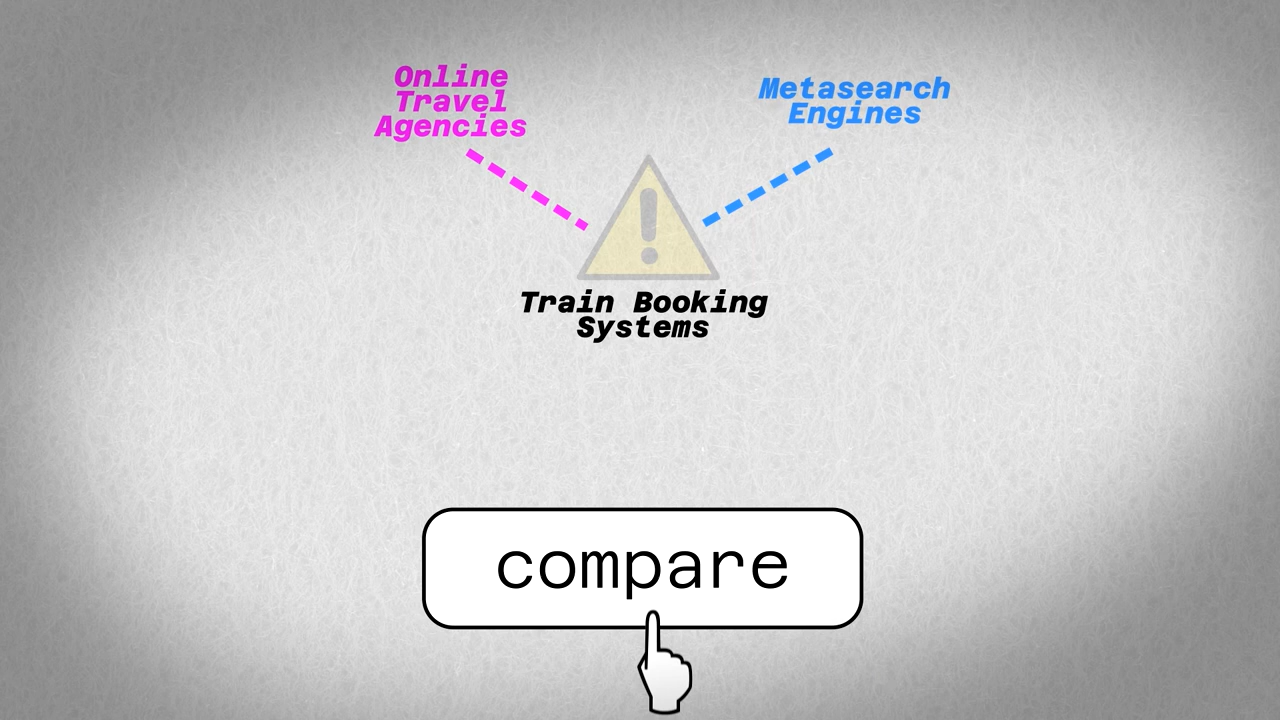 Online
Travel
Agencies
Metasearch
Engines
Train Booking
Systems
compare